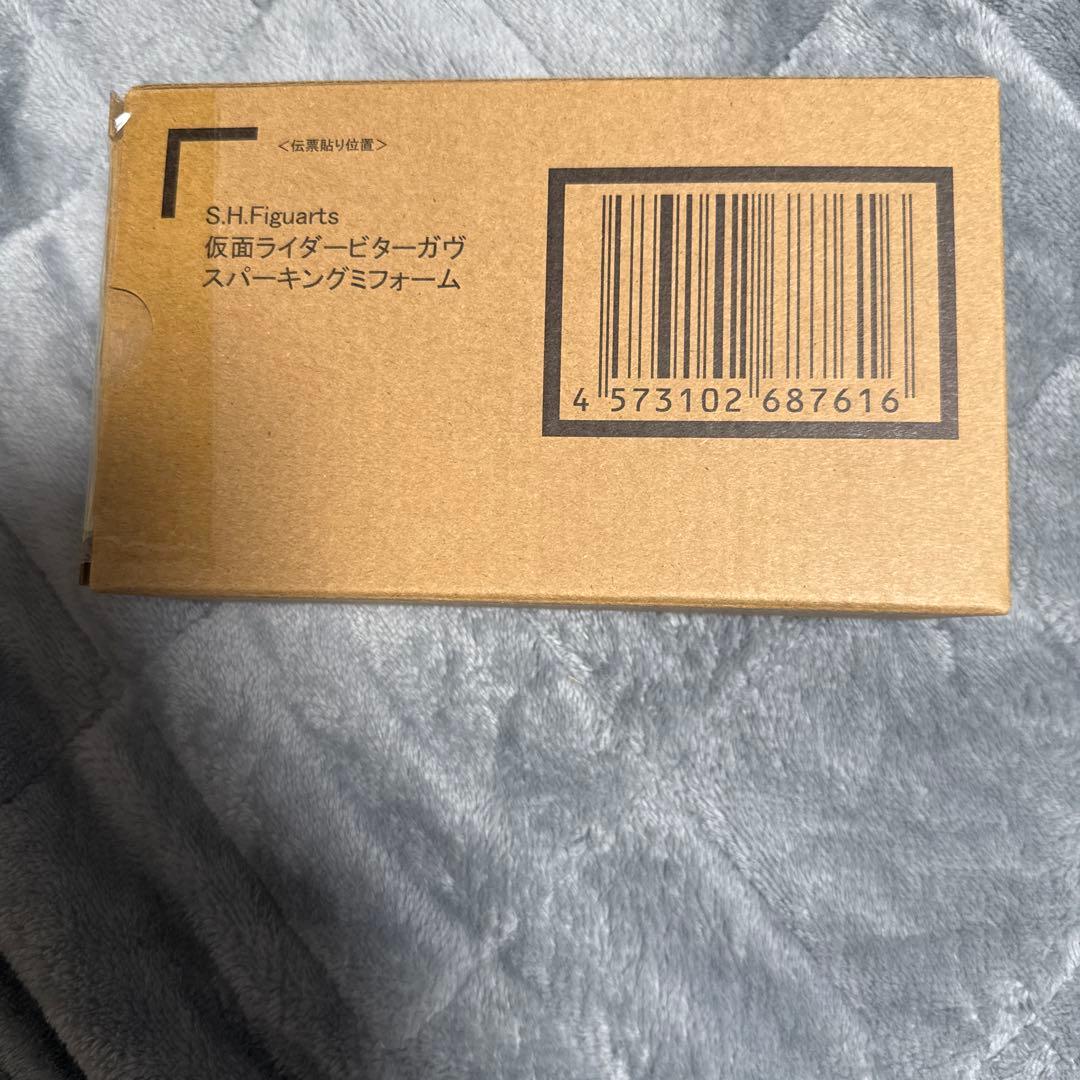 <伝票貼り位置>
S.H.Figuarts
仮面ライダービターガヴ
スパーキングミフォーム
4 573102 687616